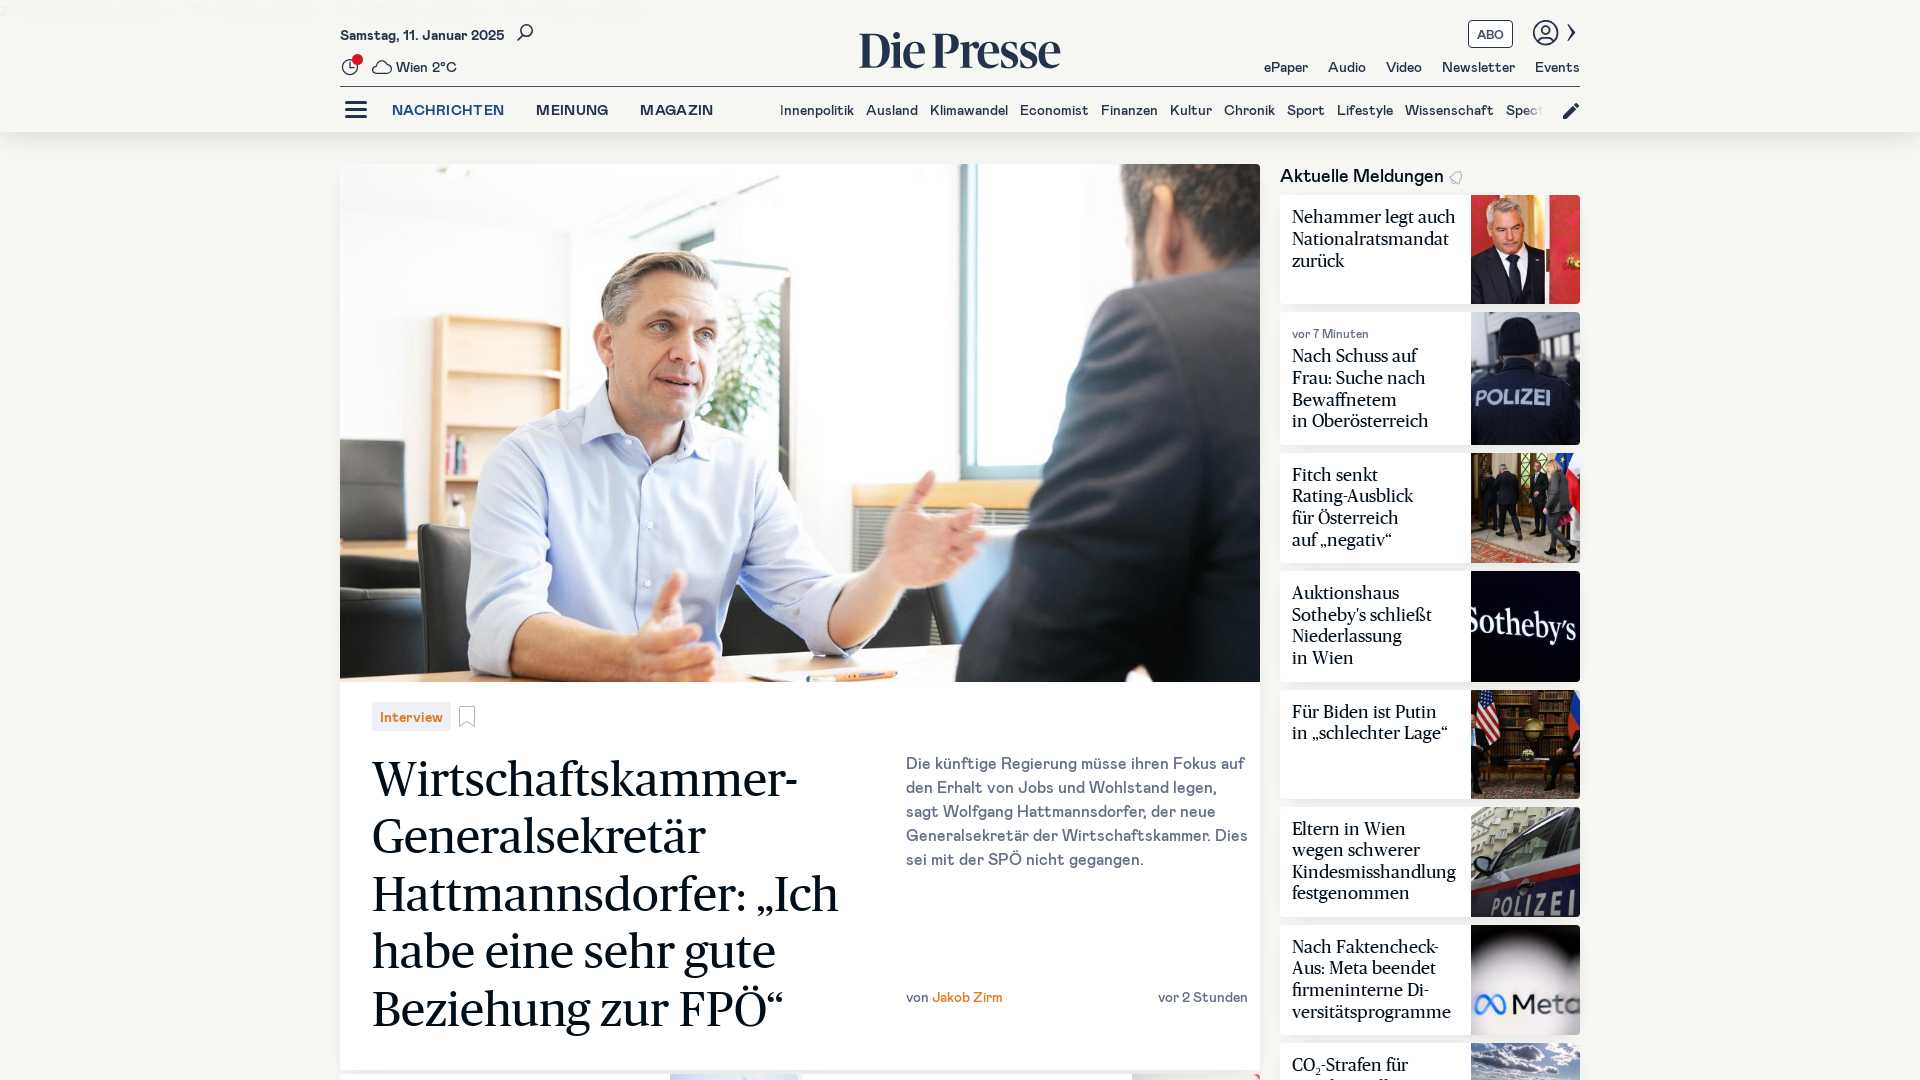 Samstag, 11. Januar 2025
Wien 2°C
Die Presse
ABO
ePaper Audio Video Newsletter Events
NACHRICHTEN MEINUNG MAGAZIN
Innenpolitik Ausland Klimawandel Economist Finanzen Kultur Chronik Sport Lifestyle Wissenschaft Spect
Interview
Wirtschaftskammer-
Generalsekretär
Hattmannsdorfer: „Ich
habe eine sehr gute
Beziehung zur FPÖ“
Die künftige Regierung müsse ihren Fokus auf
den Erhalt von Jobs und Wohlstand legen,
sagt Wolfgang Hattmannsdorfer, der neue
Generalsekretär der Wirtschaftskammer. Dies
sei mit der SPÖ nicht gegangen.
von Jakob Zirm
vor 2 Stunden
Aktuelle Meldungen
Nehammer legt auch
Nationalratsmandat
zurück
vor 7 Minuten
Nach Schuss auf
Frau: Suche nach
Bewaffnetem
in Oberösterreich
POLIZEI
Fitch senkt
Rating-Ausblick
für Österreich
auf „negativ“
Auktionshaus
Sotheby's schließt
Niederlassung
in Wien
Sotheby's
Für Biden ist Putin
in „schlechter Lage“
Eltern in Wien
wegen schwerer
Kindesmisshandlung
festgenommen
POLIZEI
Nach Faktencheck-
Aus: Meta beendet
firmeninterne Di-
versitätsprogramme
Meta
CO₂-Strafen für